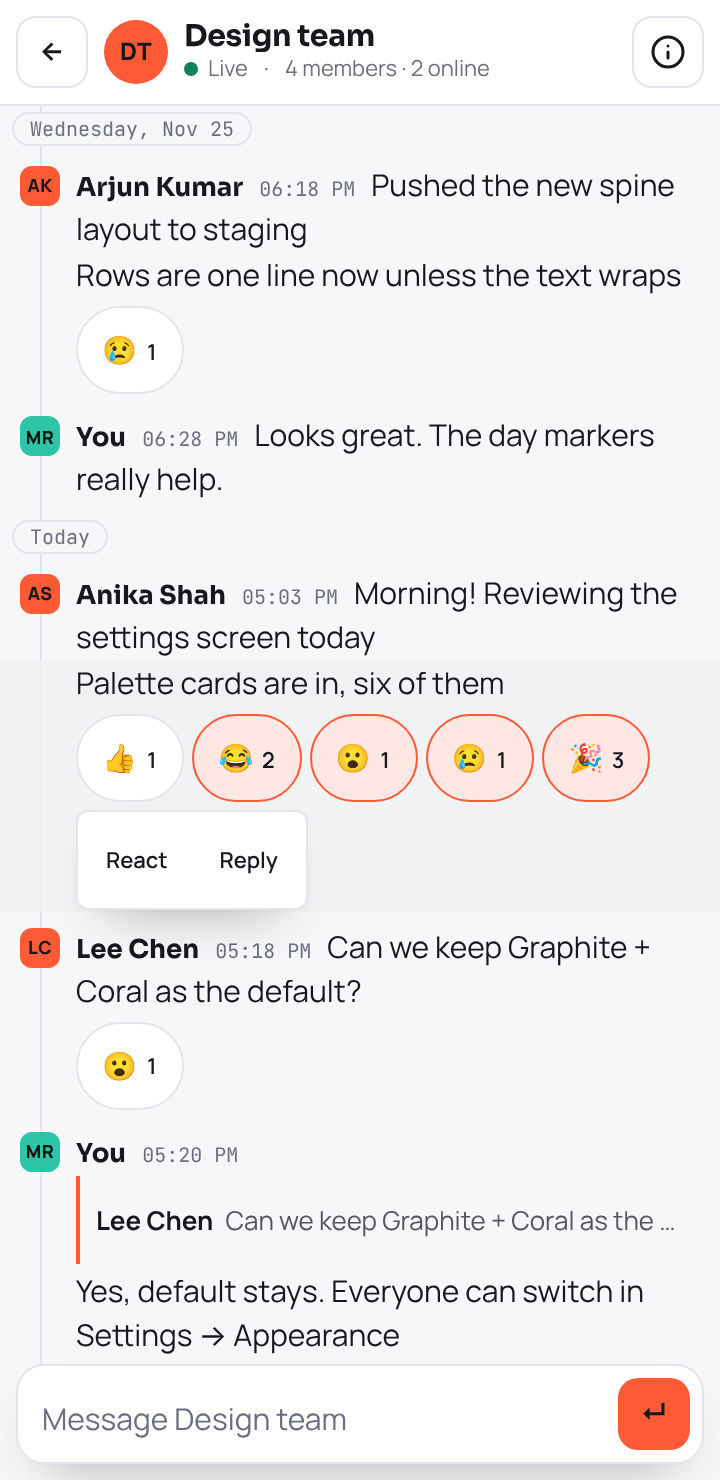 DT Design team
Live · 4 members · 2 online
Wednesday, Nov 25
AK Arjun Kumar 06:18 PM Pushed the new spine
layout to staging
Rows are one line now unless the text wraps
😢 1
MR You 06:28 PM Looks great. The day markers
really help.
Today
AS Anika Shah 05:03 PM Morning! Reviewing the
settings screen today
Palette cards are in, six of them
👍 1 😂 2 😮 1 😢 1 🎉 3
React Reply
LC Lee Chen 05:18 PM Can we keep Graphite +
Coral as the default?
😮 1
MR You 05:20 PM
Lee Chen Can we keep Graphite + Coral as the ...
Yes, default stays. Everyone can switch in
Settings → Appearance
Message Design team